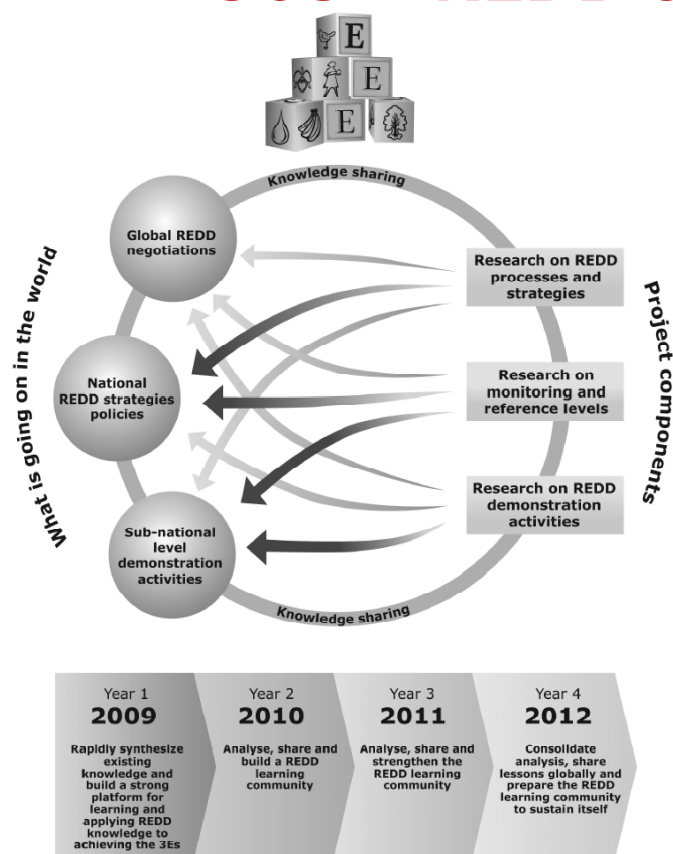 E
E
E
Knowledge sharing
Global REDD
negotiations
National
REDD strategies
policies
Sub-national
level
demonstration
activities
What is going on in the world
Research on REDD
processes and
strategies
Research on
monitoring and
reference levels
Research on REDD
demonstration
activities
Project components
Knowledge sharing
Year 1
2009
Rapidly synthesize
existing
knowledge and
build a strong
platform for
learning and
applying REDD
knowledge to
achieving the 3Es
Year 2
2010
Analyse, share and
build a REDD
learning
community
Year 3
2011
Analyse, share and
strengthen the
REDD learning
community
Year 4
2012
Consolidate
analysis, share
lessons globally and
prepare the REDD
learning community
to sustain itself